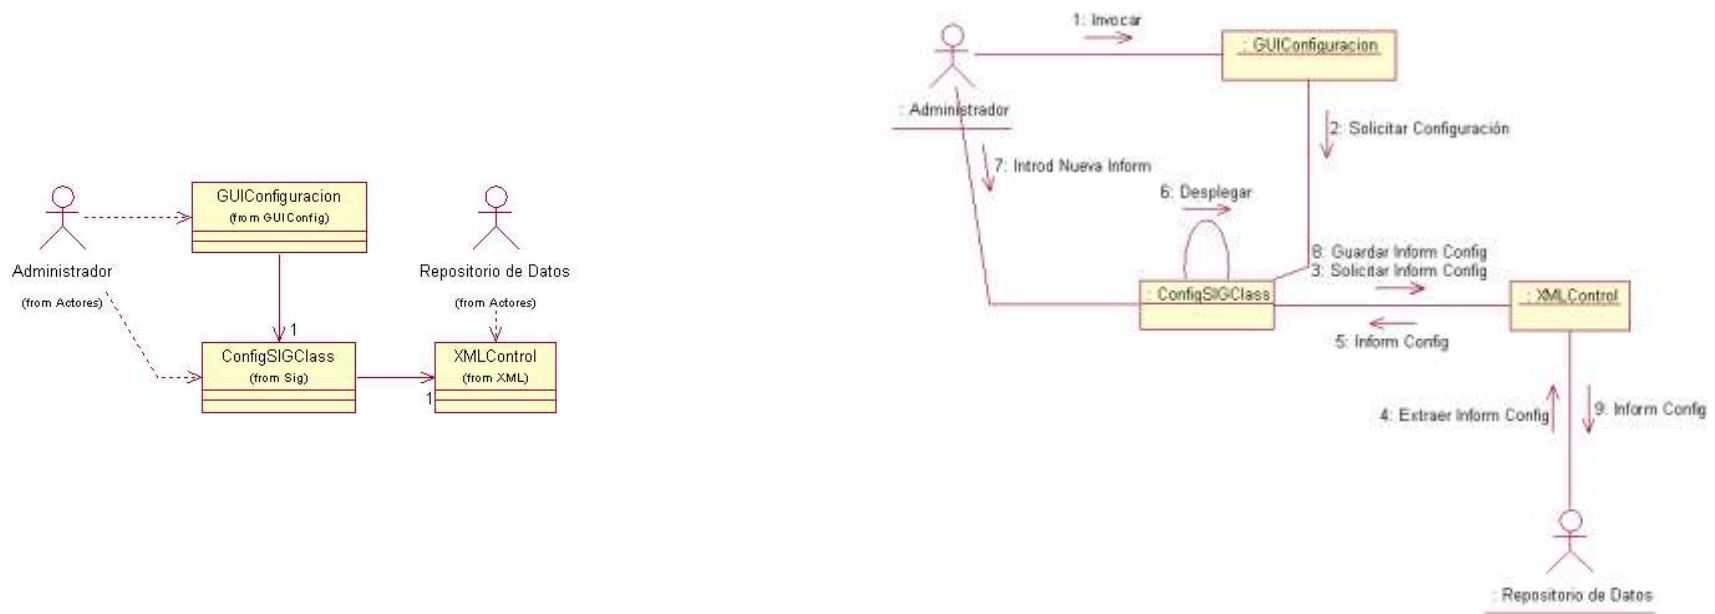 GUIConfiguracion
(from GUIConfig)
Administrador
(from Actores)
Repositorio de Datos
(from Actores)
1
ConfigSIGClass
(from Sig)
XMLControl
(from XML)
1
1: Invocar
: GUIConfiguracion
: Administrador
2: Solicitar Configuración
7: Introd Nueva Inform
6: Desplegar
8: Guardar Inform Config
3: Solicitar Inform Config
: ConfigSIGClass
: XMLControl
5: Inform Config
4: Extraer Inform Config
9: Inform Config
: Repositorio de Datos